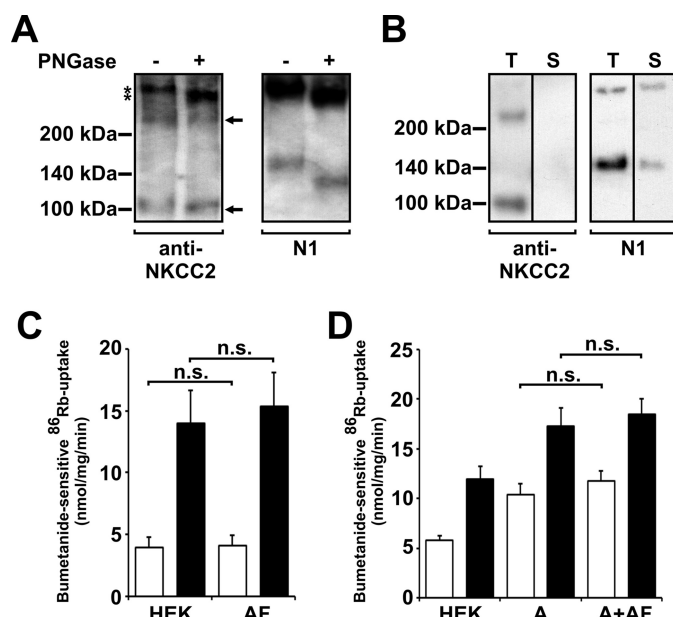 A
PNGase - + - +
*
*
200 kDa
140 kDa
100 kDa
anti-
NKCC2
N1
B
T S T S
200 kDa
140 kDa
100 kDa
anti-
NKCC2
N1
C
Bumetanide-sensitive ⁸⁶Rb-uptake
(nmol/mg/min)
20
15
10
5
0
n.s.
n.s.
HEK AF
D
Bumetanide-sensitive ⁸⁶Rb-uptake
(nmol/mg/min)
25
20
15
10
5
0
n.s.
n.s.
HEK A A+AF